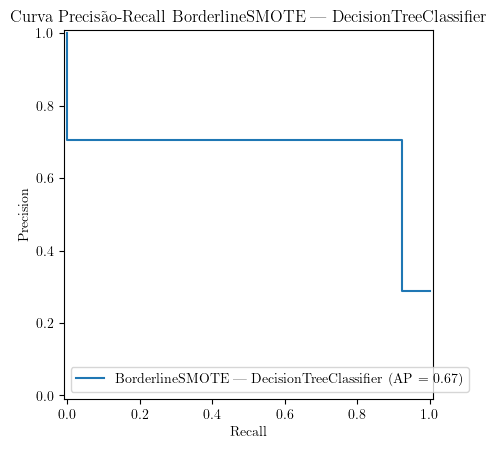 Curva Precisão-Recall BorderlineSMOTE — DecisionTreeClassifier
1.0
0.8
0.6
0.4
0.2
0.0
Precision
BorderlineSMOTE — DecisionTreeClassifier (AP = 0.67)
0.0 0.2 0.4 0.6 0.8 1.0
Recall